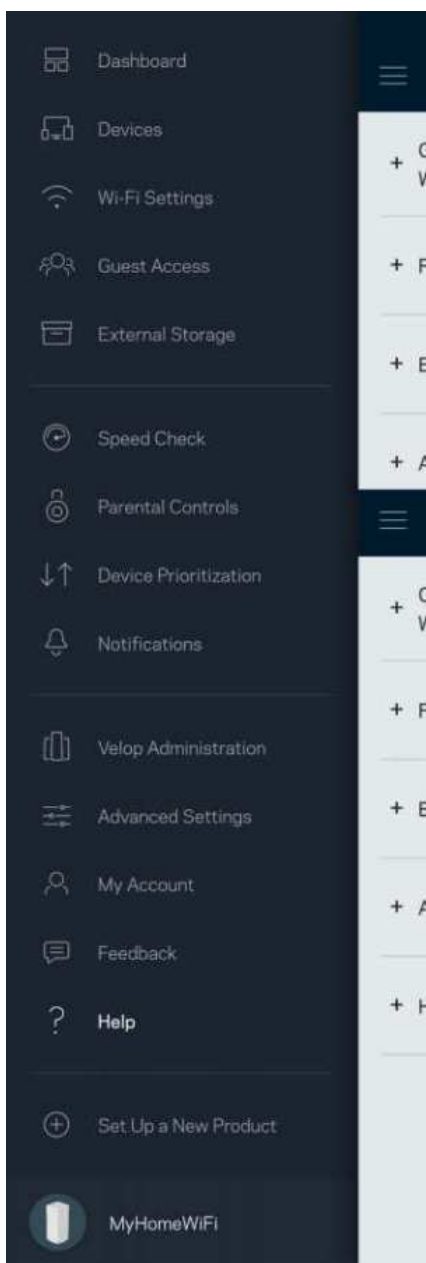 Dashboard
Devices
Wi-Fi Settings
Guest Access
External Storage
Speed Check
Parental Controls
Device Prioritization
Notifications
Velop Administration
Advanced Settings
My Account
Feedback
Help
Set Up a New Product
MyHomeWiFi